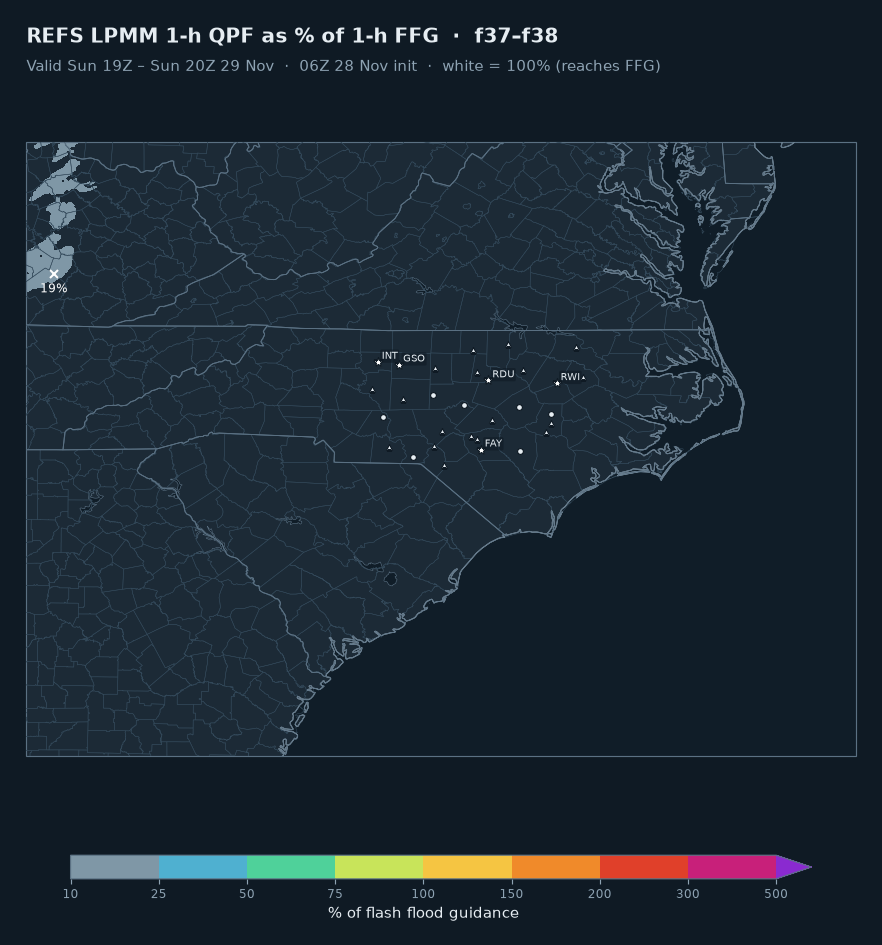 REFS LPMM 1-h QPF as % of 1-h FFG · f37–f38
Valid Sun 19Z – Sun 20Z 29 Nov · 06Z 28 Nov init · white = 100% (reaches FFG)
19%
INT
GSO
RDU
RWI
FAY
10 25 50 75 100 150 200 300 500
% of flash flood guidance